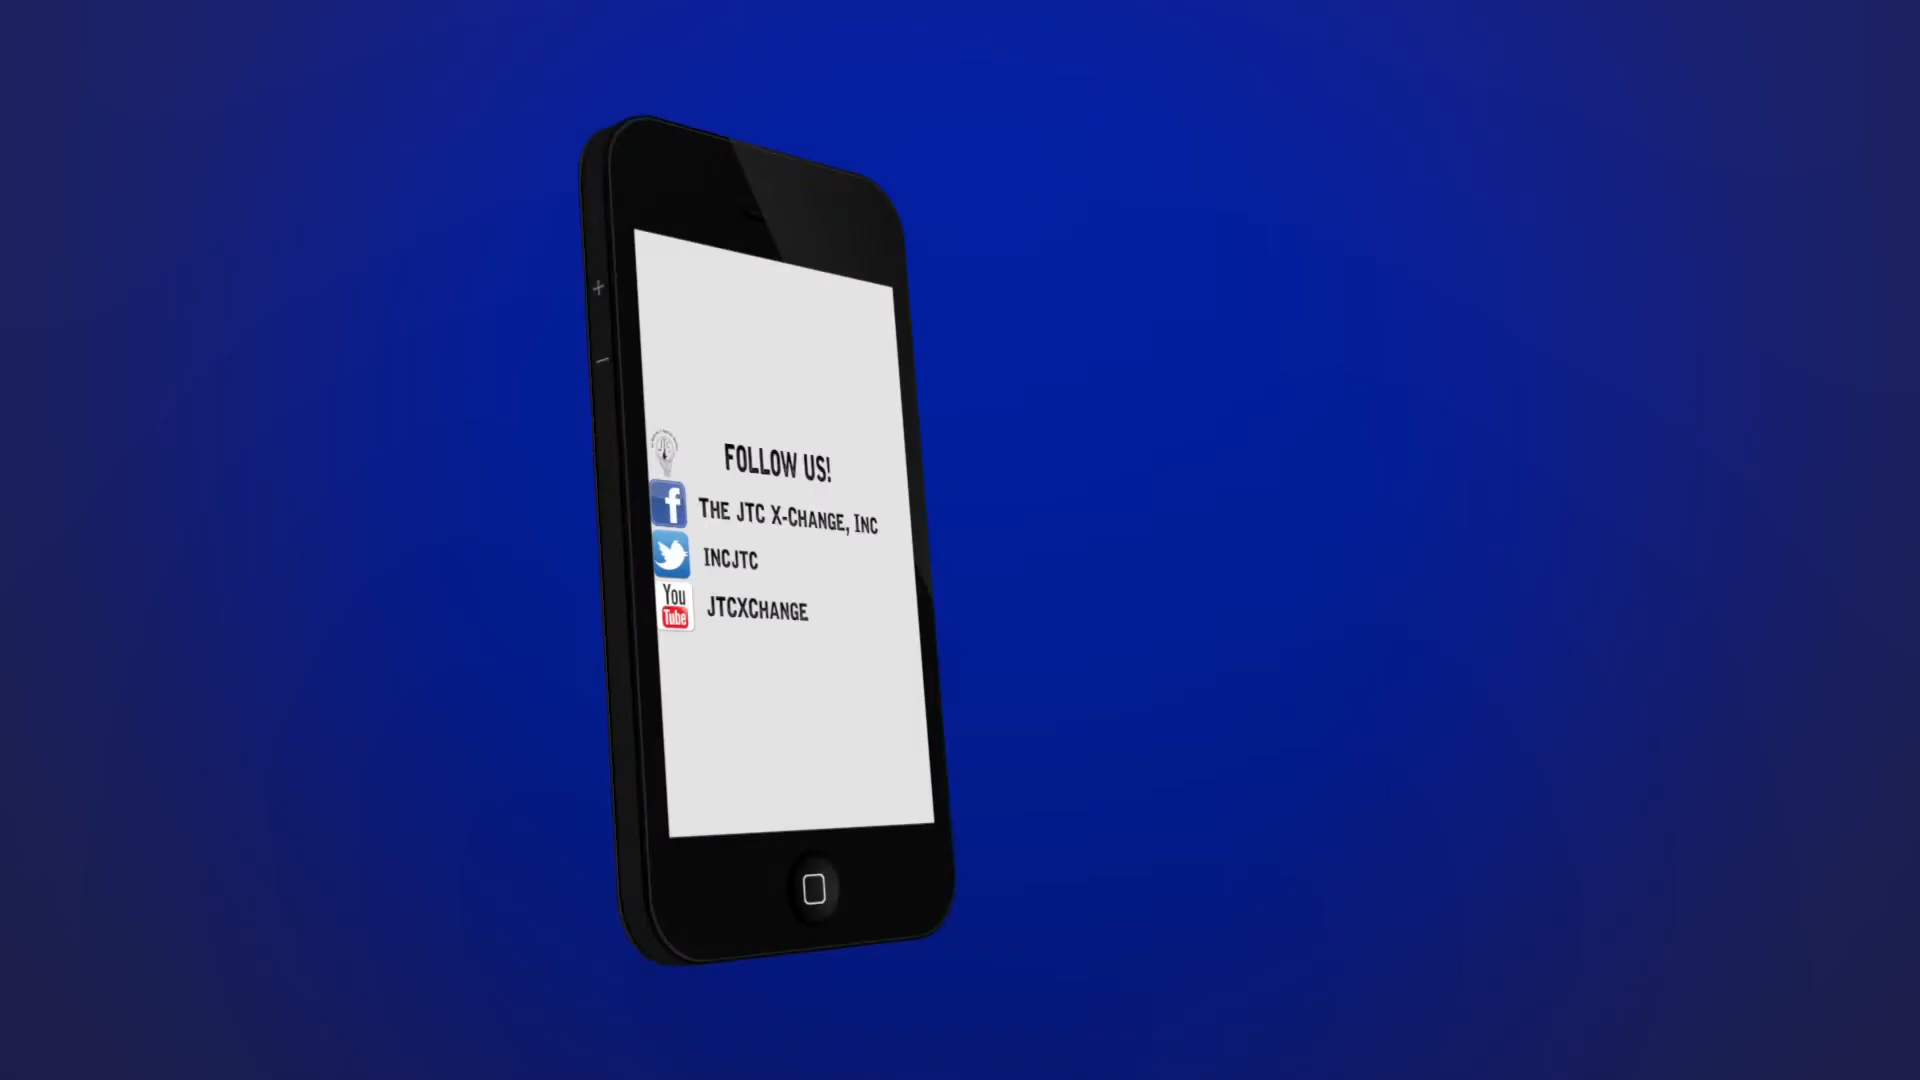 FOLLOW US!
THE JTC X-CHANGE, INC
INCJTC
You
Tube
JTCXCHANGE